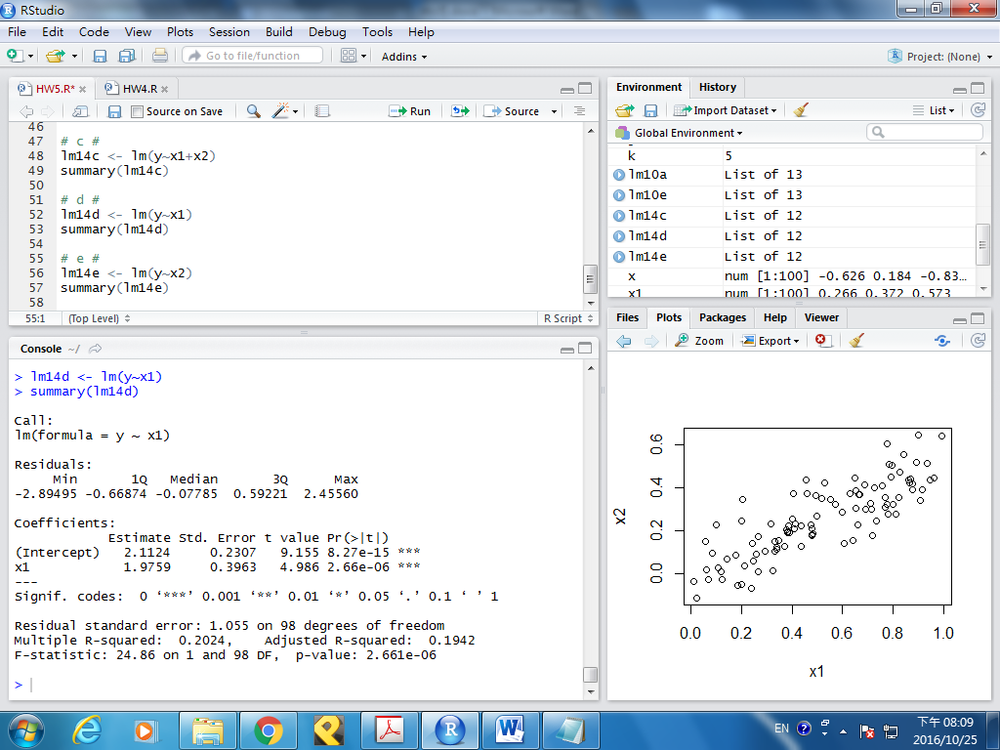 RStudio
File Edit Code View Plots Session Build Debug Tools Help
Go to file/function Addins Project: (None)
HW5.R* HW4.R
Source on Save Run Source
46
47 # c #
48 lm14c <- lm(y~x1+x2)
49 summary(lm14c)
50
51 # d #
52 lm14d <- lm(y~x1)
53 summary(lm14d)
54
55 # e #
56 lm14e <- lm(y~x2)
57 summary(lm14e)
58
55:1 (Top Level) R Script
Console ~/
> lm14d <- lm(y~x1)
> summary(lm14d)
Call:
lm(formula = y ~ x1)
Residuals:
Min 1Q Median 3Q Max
-2.89495 -0.66874 -0.07785 0.59221 2.45560
Coefficients:
Estimate Std. Error t value Pr(>|t|)
(Intercept) 2.1124 0.2307 9.155 8.27e-15 ***
x1 1.9759 0.3963 4.986 2.66e-06 ***
---
Signif. codes: 0 ‘***’ 0.001 ‘**’ 0.01 ‘*’ 0.05 ‘.’ 0.1 ‘ ’ 1
Residual standard error: 1.055 on 98 degrees of freedom
Multiple R-squared: 0.2024, Adjusted R-squared: 0.1942
F-statistic: 24.86 on 1 and 98 DF, p-value: 2.661e-06
>
Environment History
Import Dataset List
Global Environment
k 5
lm10a List of 13
lm10e List of 13
lm14c List of 12
lm14d List of 12
lm14e List of 12
x num [1:100] -0.626 0.184 -0.83…
x1 num [1:100] 0.266 0.372 0.573
Files Plots Packages Help Viewer
Zoom Export
0.6
0.4
0.2
0.0
x2
0.0 0.2 0.4 0.6 0.8 1.0
x1
EN 下午 08:09
2016/10/25